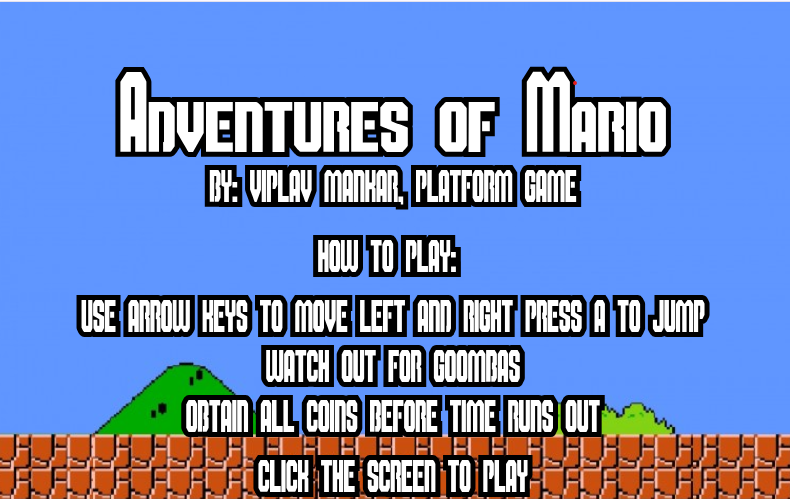 Adventures of Mario
BY: VIPLAV MANKAR, PLATFORM GAME
HOW TO PLAY:
USE ARROW KEYS TO MOVE LEFT AND RIGHT PRESS A TO JUMP
WATCH OUT FOR GOOMBAS
OBTAIN ALL COINS BEFORE TIME RUNS OUT
CLICK THE SCREEN TO PLAY